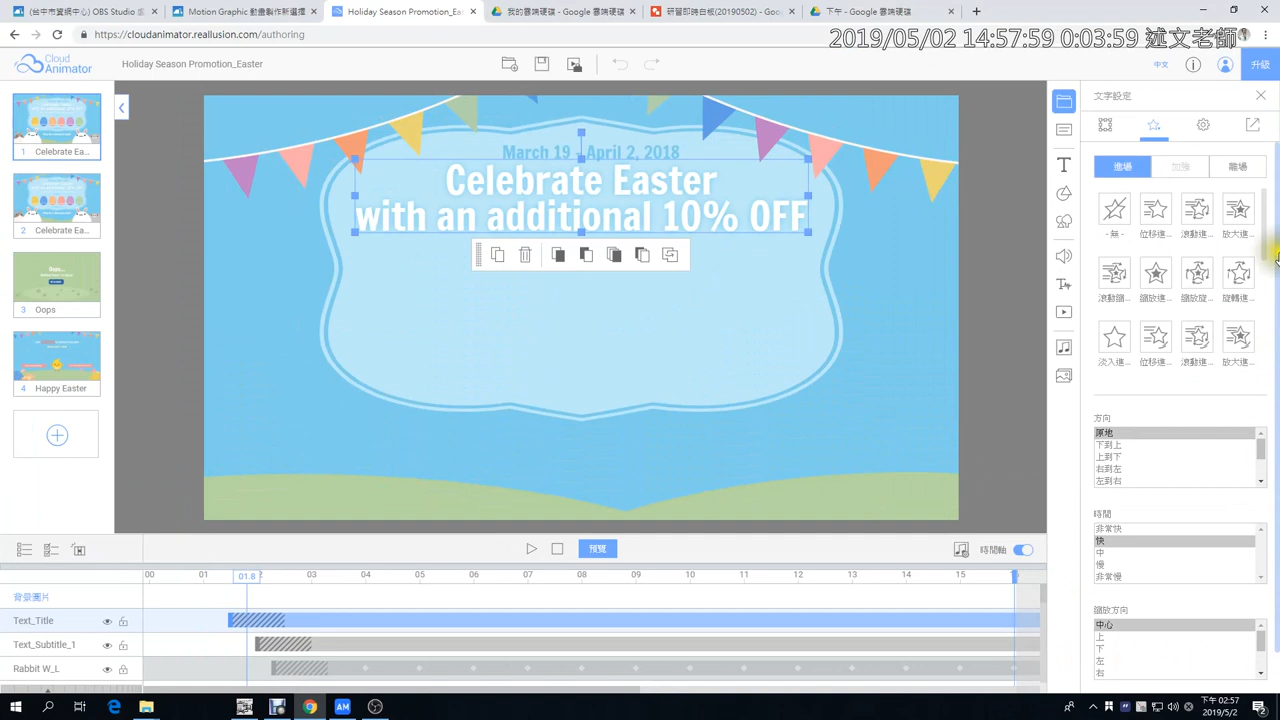 (台中市資網中心) OBS Studio 
Motion Graphic 動畫製作新選擇
Holiday Season Promotion_Easter
我的雲端硬碟 - Google 雲端硬碟
研習即時白板(20190502) - Goog
下午 - Google 雲端硬碟
https://cloudanimator.reallusion.com/authoring
2019/05/02 14:57:59 0:03:59 述文老師
Cloud Animator
Holiday Season Promotion_Easter
中文
升級
文字設定
1 Celebrate Ea...
2 Celebrate Ea...
3 Oops
4 Happy Easter
March 19 - April 2, 2018
Celebrate Easter
with an additional 10% OFF
進場 加強 離場
- 無 - 位移進... 滾動進... 放大進...
滾動縮... 縮放進... 縮放旋... 旋轉進...
淡入進... 位移進... 滾動進... 放大進...
方向
原地
下到上
上到下
右到左
左到右
時間
非常快
快
中
慢
非常慢
縮放方向
中心
上
下
左
右
預覽
時間軸
00 01 01.8 2 03 04 05 06 07 08 09 10 11 12 13 14 15
背景圖片
Text_Title
Text_Subtitle_1
Rabbit W_L
AM
下午 02:57
2019/5/2